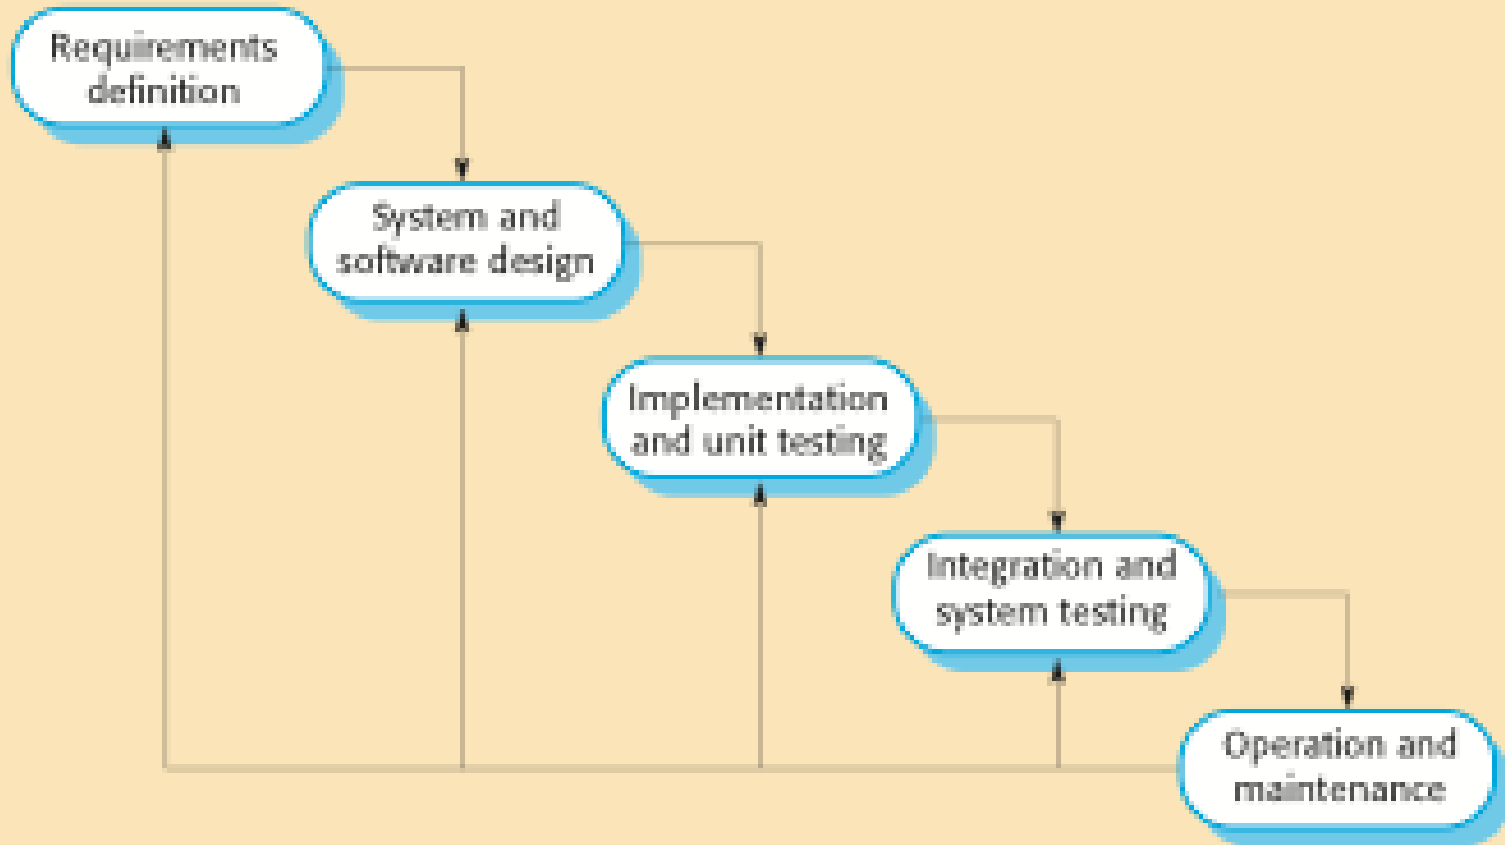 Requirements
definition
System and
software design
Implementation
and unit testing
Integration and
system testing
Operation and
maintenance